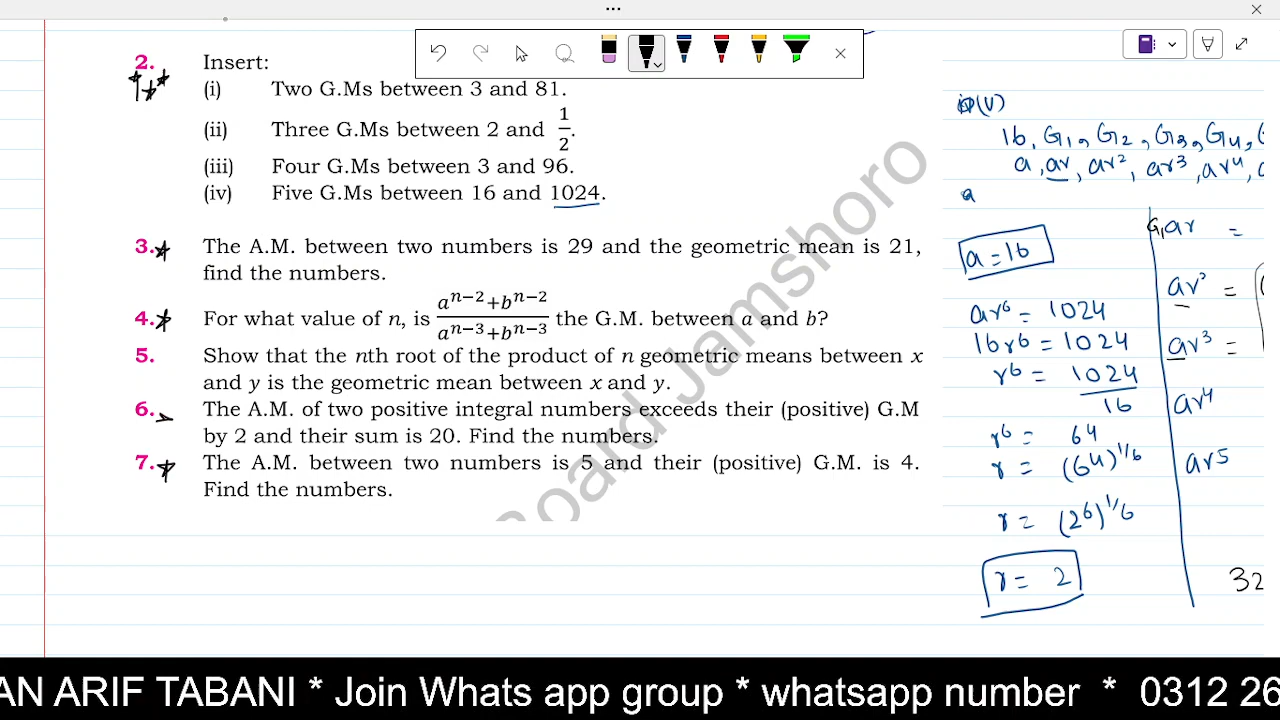 2. Insert:
(i) Two G.Ms between 3 and 81.
(ii) Three G.Ms between 2 and 1/2.
(iii) Four G.Ms between 3 and 96.
(iv) Five G.Ms between 16 and 1024.
3. The A.M. between two numbers is 29 and the geometric mean is 21,
find the numbers.
4. For what value of n, is (a^{n−2}+b^{n−2})/(a^{n−3}+b^{n−3}) the G.M. between a and b?
5. Show that the nth root of the product of n geometric means between x
and y is the geometric mean between x and y.
6. The A.M. of two positive integral numbers exceeds their (positive) G.M
by 2 and their sum is 20. Find the numbers.
7. The A.M. between two numbers is 5 and their (positive) G.M. is 4.
Find the numbers.
Board Jamshoro
(V)
16, G₁, G₂, G₃, G₄, G
a, ar, ar², ar³, ar⁴, a
a
a = 16
ar⁶ = 1024
16r⁶ = 1024
r⁶ = 1024/16
r⁶ = 64
r = (64)^{1/6}
r = (2⁶)^{1/6}
r = 2
G₁ ar =
ar² =
ar³ =
ar⁴
ar⁵
32
AN ARIF TABANI * Join Whats app group * whatsapp number * 0312 26